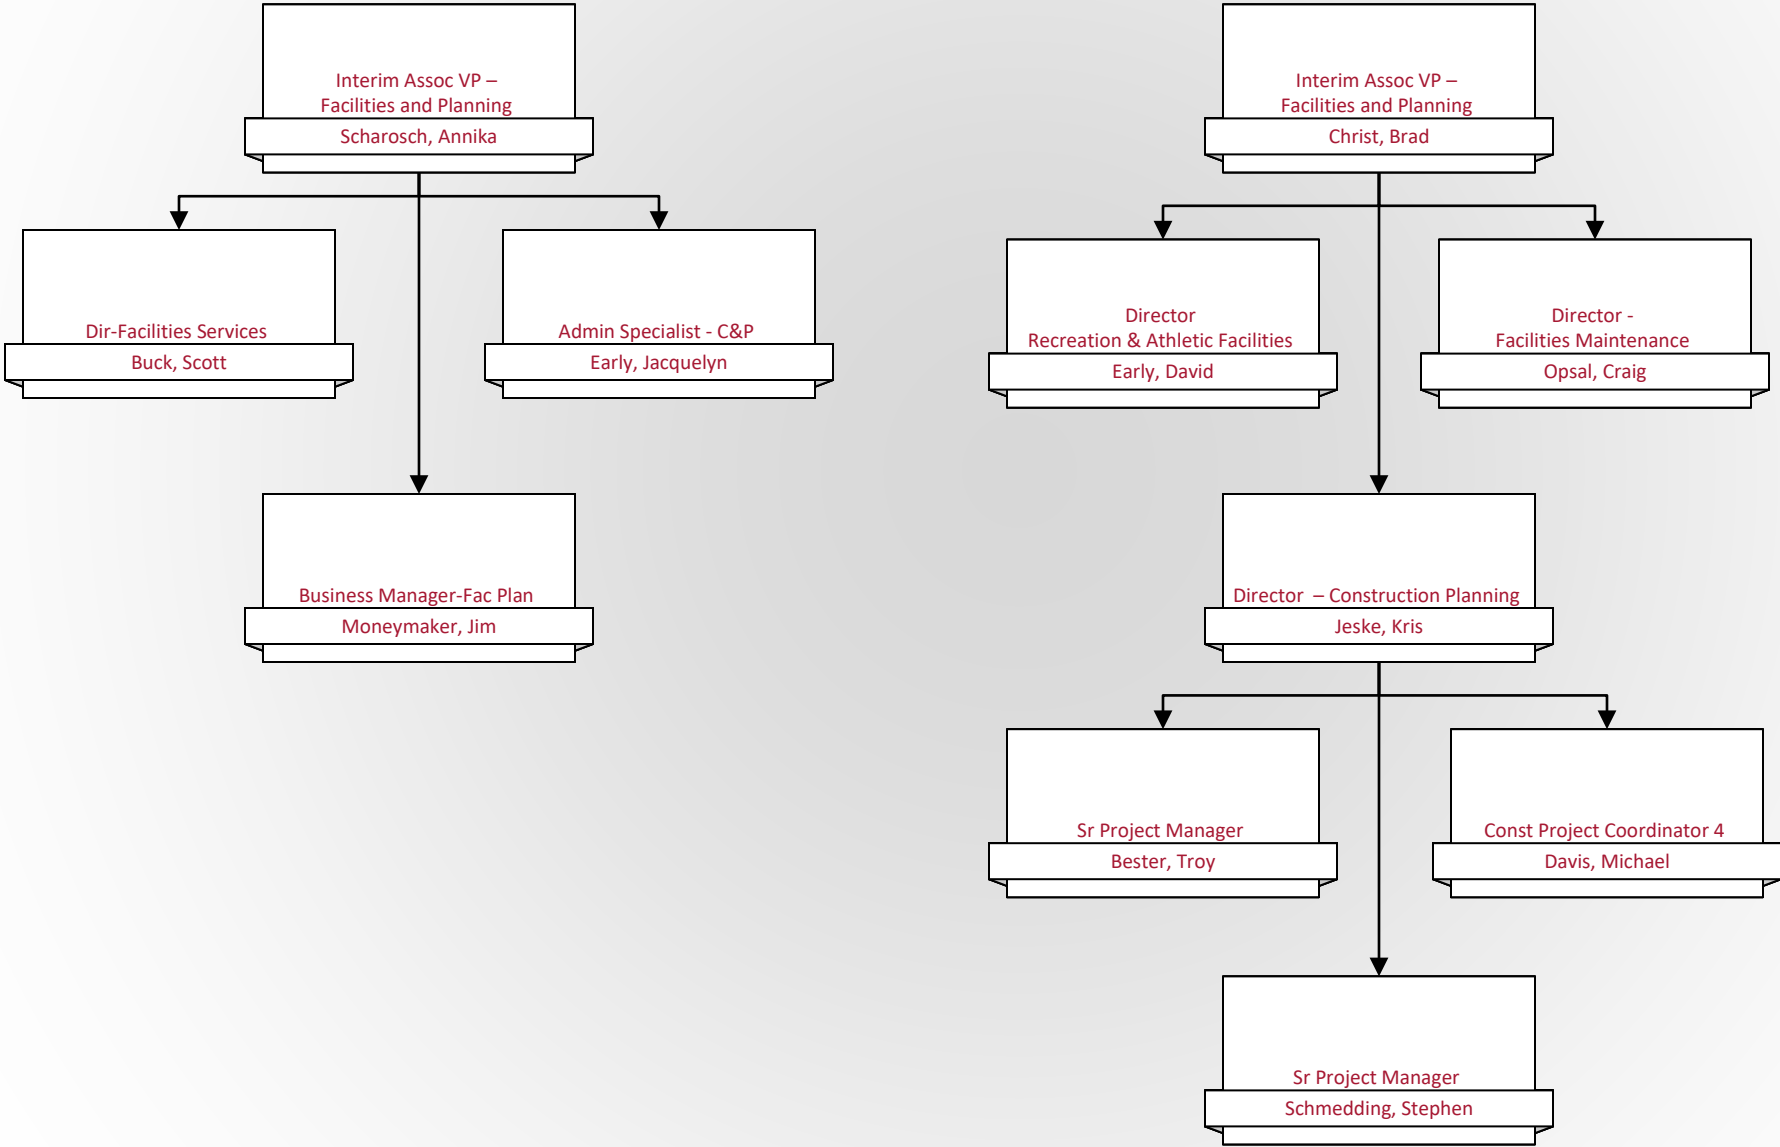 Interim Assoc VP –
Facilities and Planning
Scharosch, Annika
Interim Assoc VP –
Facilities and Planning
Christ, Brad
Dir-Facilities Services
Buck, Scott
Admin Specialist - C&P
Early, Jacquelyn
Director
Recreation & Athletic Facilities
Early, David
Director -
Facilities Maintenance
Opsal, Craig
Business Manager-Fac Plan
Moneymaker, Jim
Director – Construction Planning
Jeske, Kris
Sr Project Manager
Bester, Troy
Const Project Coordinator 4
Davis, Michael
Sr Project Manager
Schmedding, Stephen